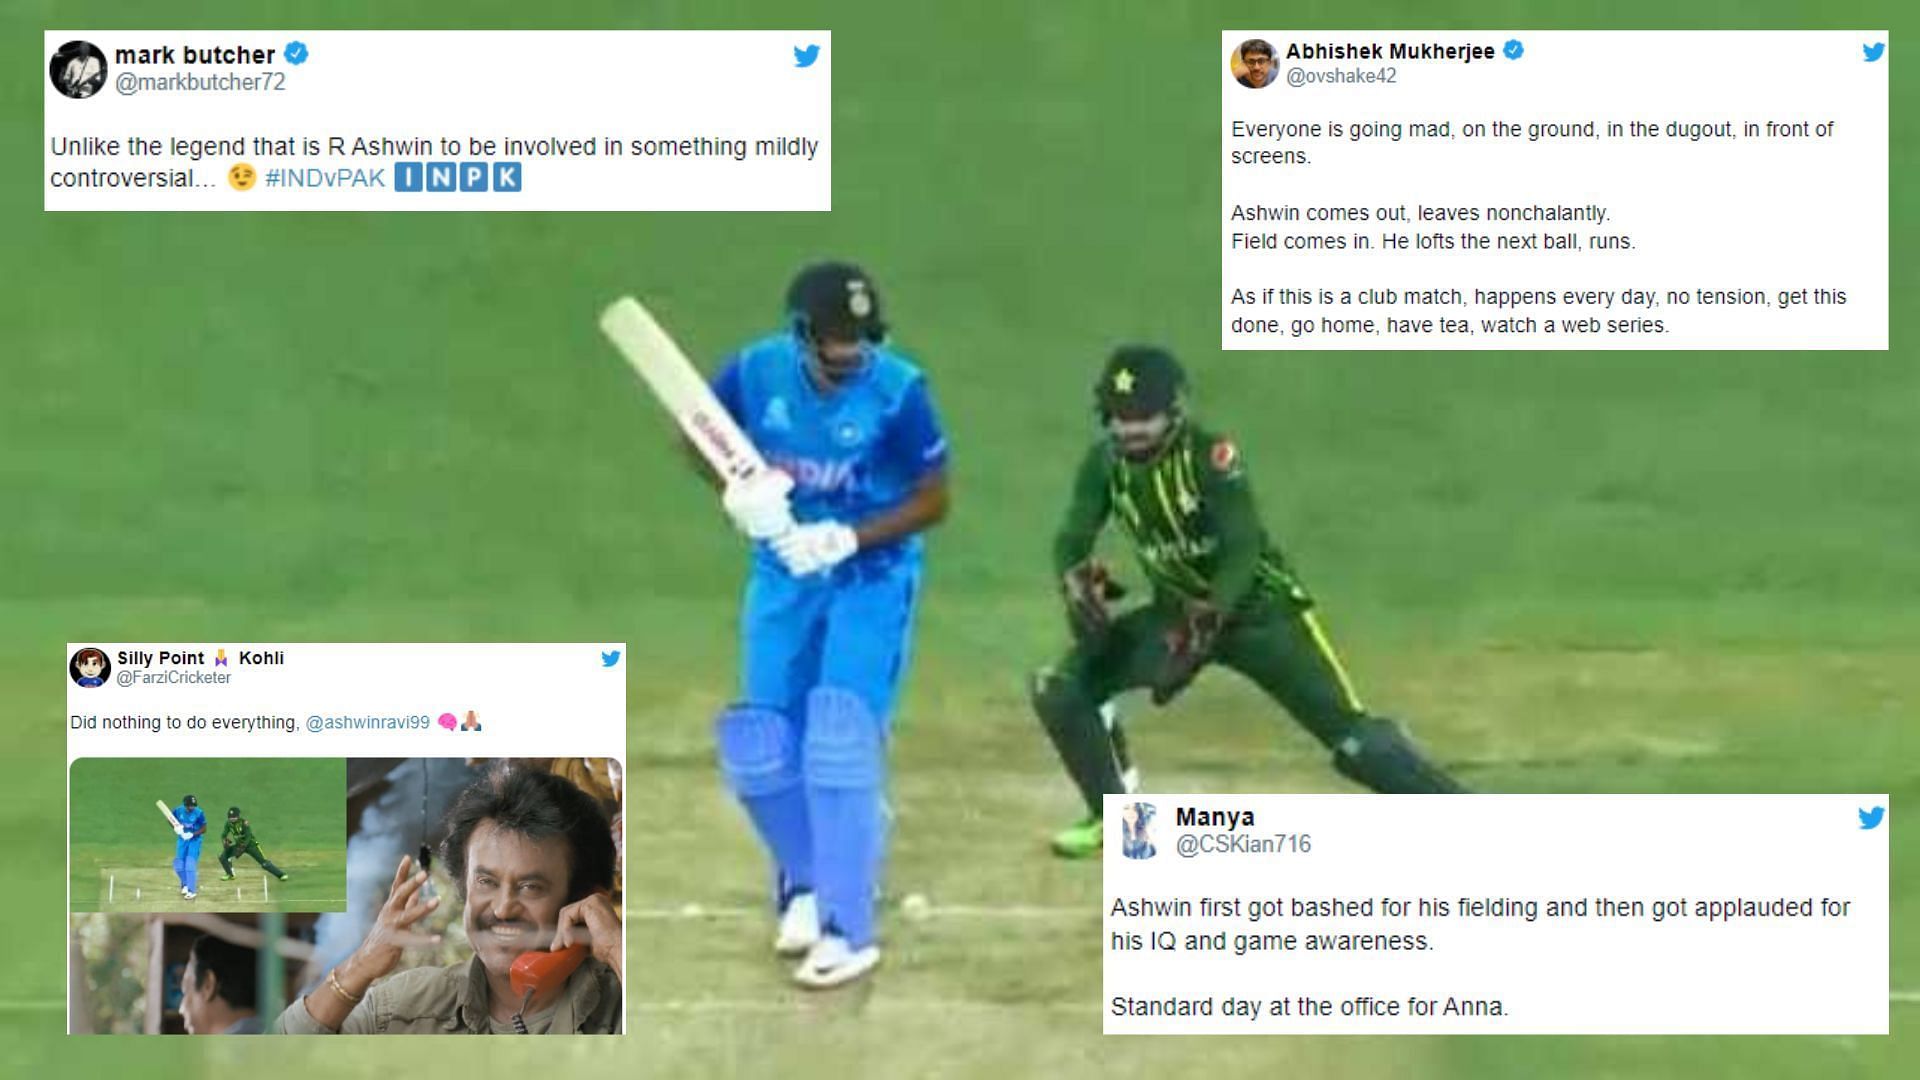 mark butcher
@markbutcher72
Unlike the legend that is R Ashwin to be involved in something mildly
controversial... 😉 #INDvPAK 🇮🇳🇵🇰
Abhishek Mukherjee
@ovshake42
Everyone is going mad, on the ground, in the dugout, in front of
screens.
Ashwin comes out, leaves nonchalantly.
Field comes in. He lofts the next ball, runs.
As if this is a club match, happens every day, no tension, get this
done, go home, have tea, watch a web series.
Silly Point Kohli
@FarziCricketer
Did nothing to do everything, @ashwinravi99 🧠🙏🏽
Manya
@CSKian716
Ashwin first got bashed for his fielding and then got applauded for
his IQ and game awareness.
Standard day at the office for Anna.